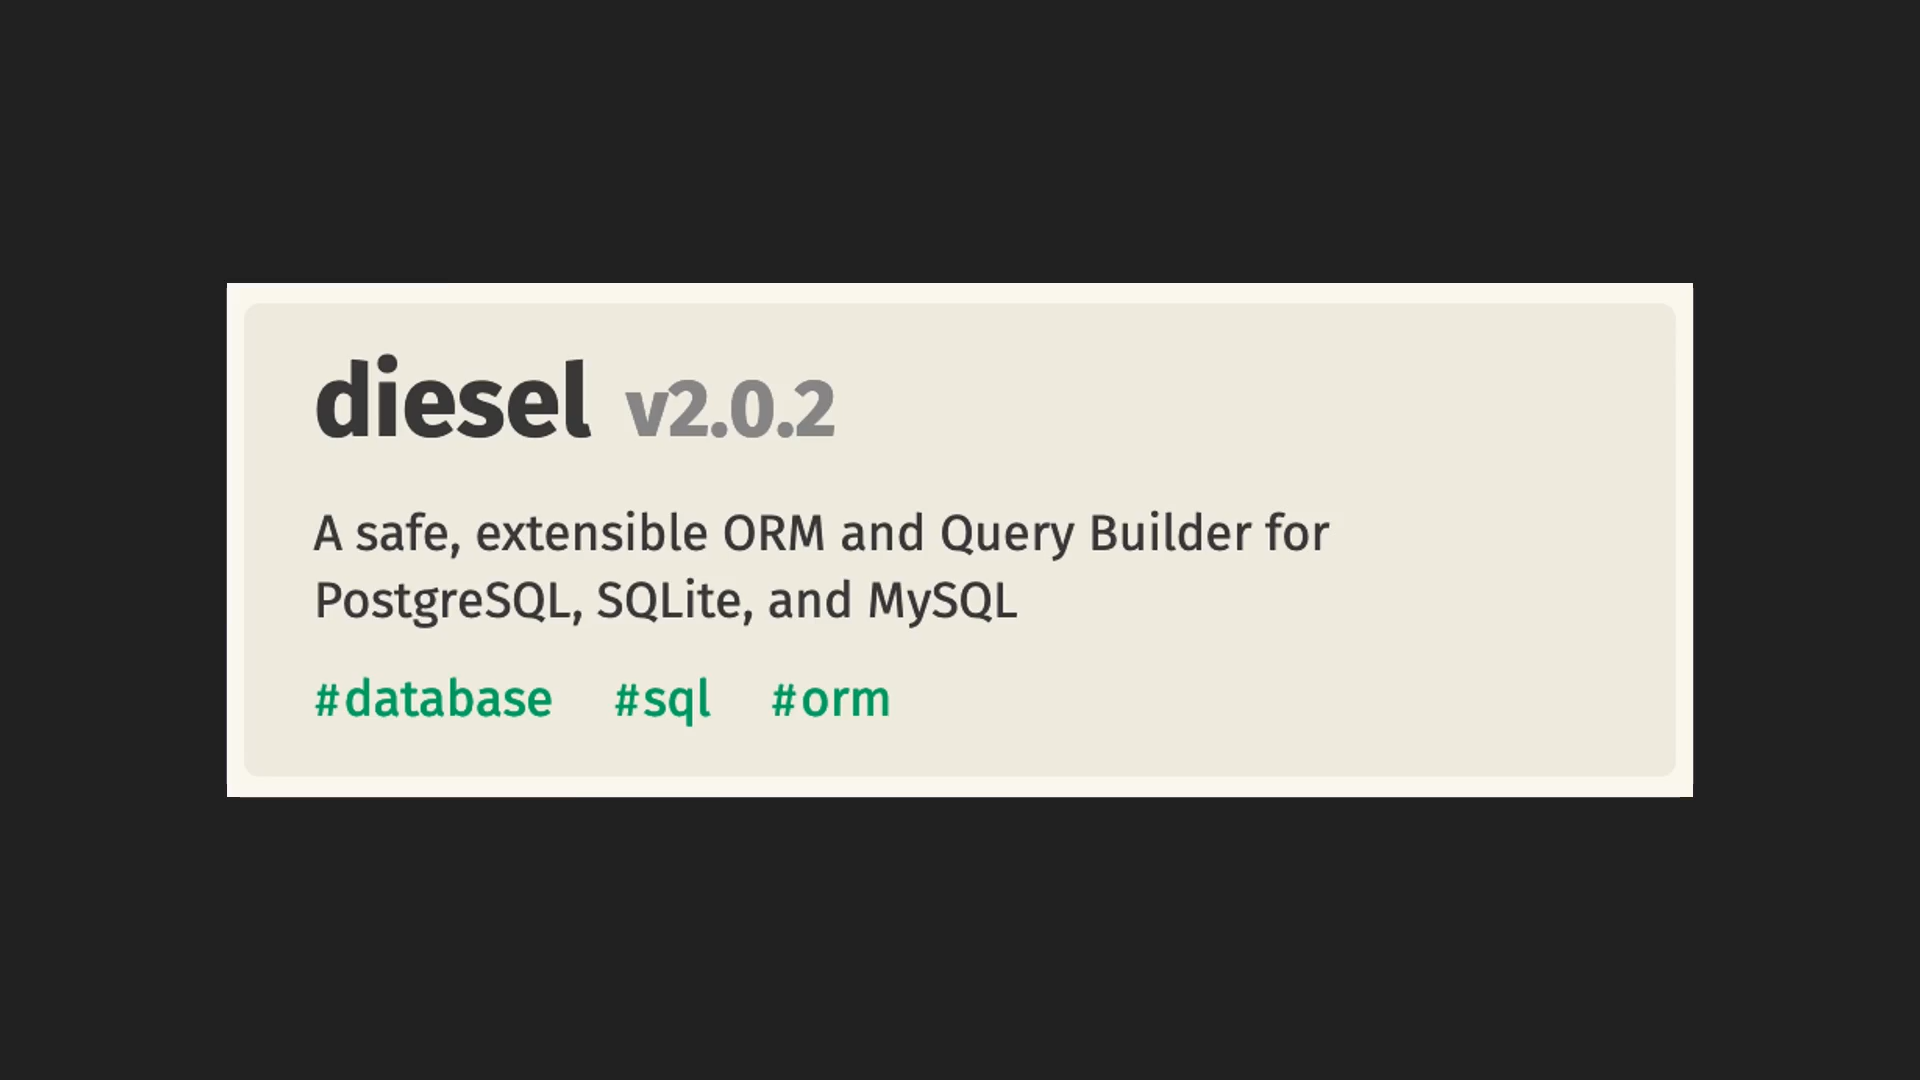 diesel v2.0.2
A safe, extensible ORM and Query Builder for
PostgreSQL, SQLite, and MySQL
#database #sql #orm